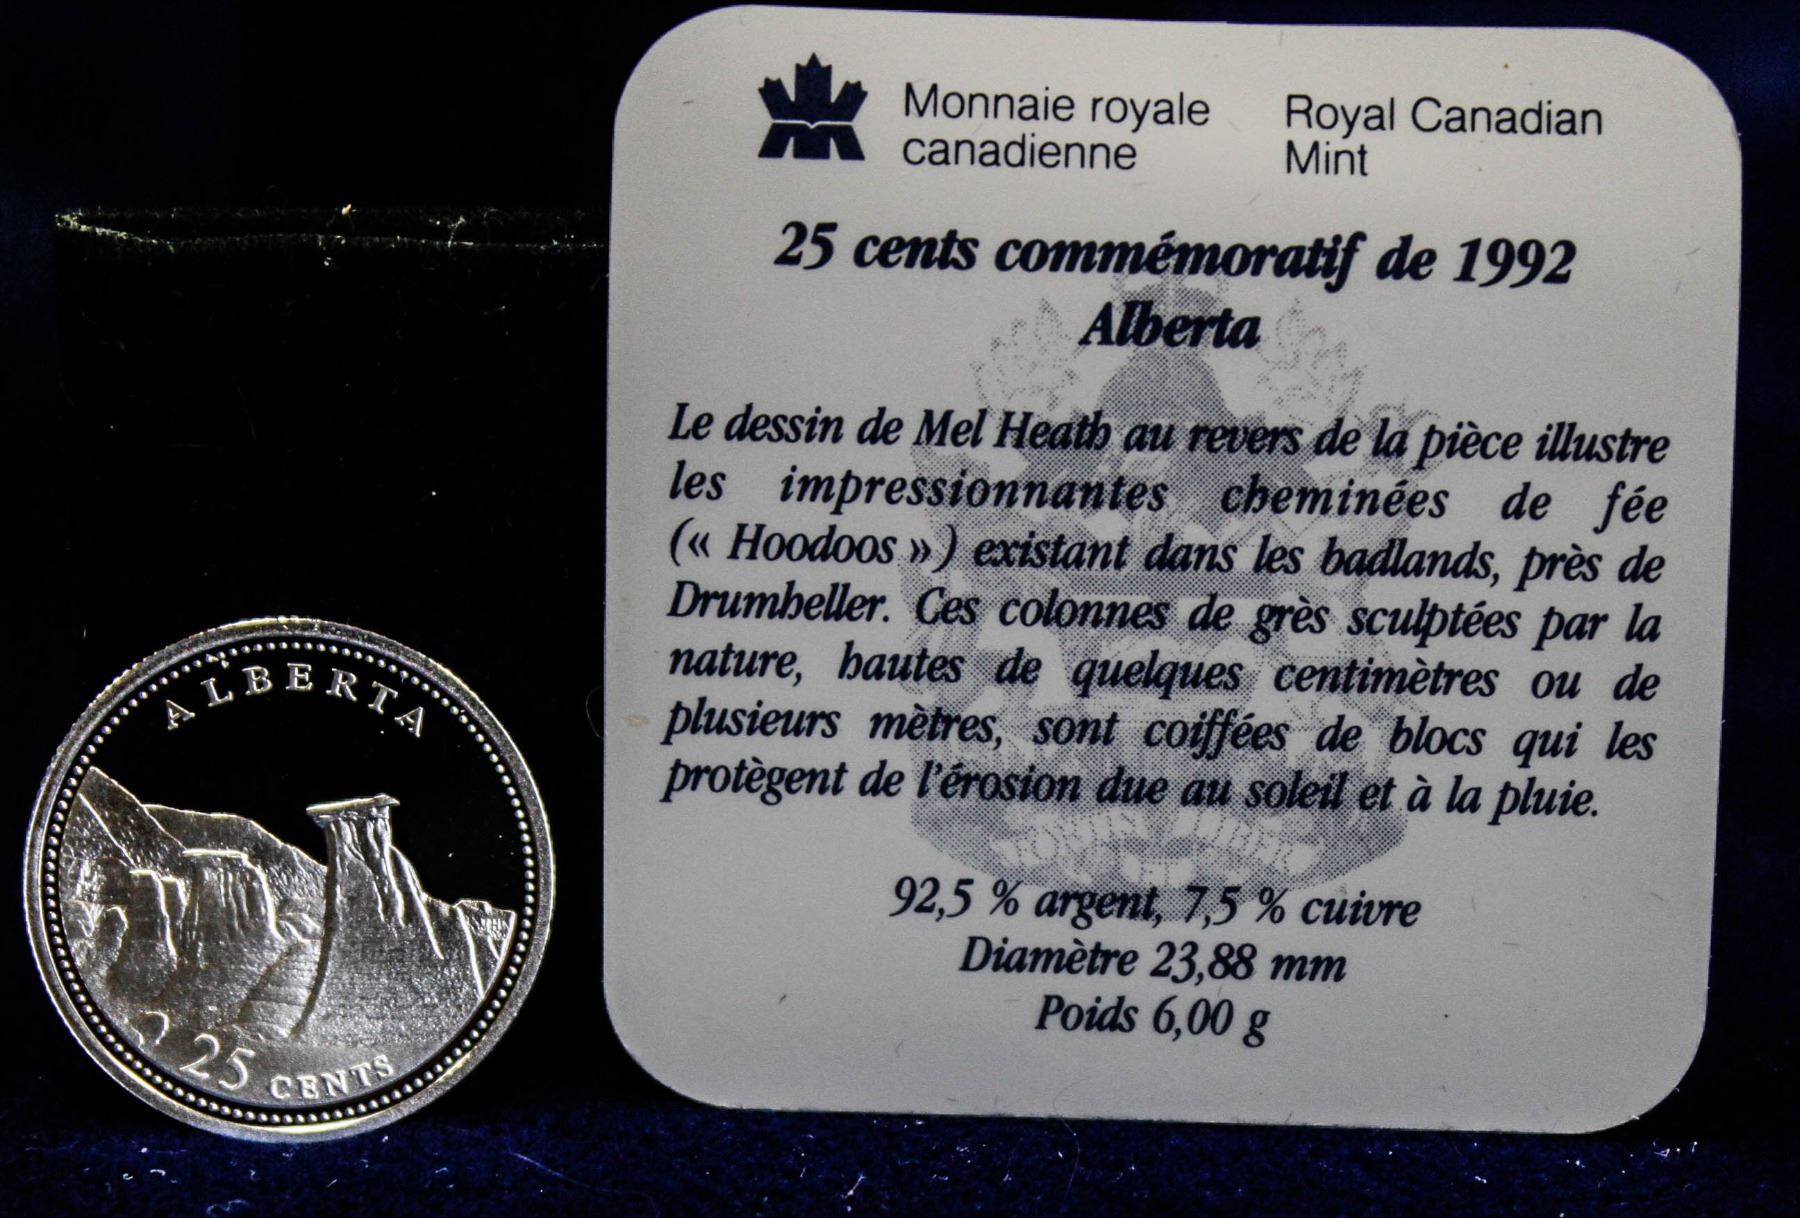 Monnaie royale
canadienne
Royal Canadian
Mint
25 cents commémoratif de 1992
Alberta
Le dessin de Mel Heath au revers de la pièce illustre
les impressionnantes cheminées de fée
(« Hoodoos ») existant dans les badlands, près de
Drumheller. Ces colonnes de grès sculptées par la
nature, hautes de quelques centimètres ou de
plusieurs mètres, sont coiffées de blocs qui les
protègent de l'érosion due au soleil et à la pluie.
92,5 % argent, 7,5 % cuivre
Diamètre 23,88 mm
Poids 6,00 g
ALBERTA
25 CENTS